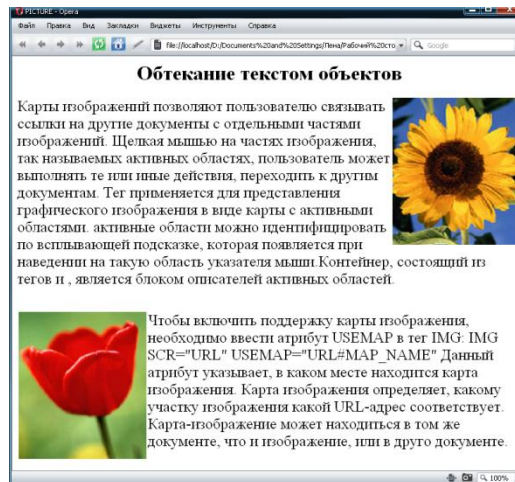 PICTURE - Opera
Файл Правка Вид Закладки Виджеты Инструменты Справка
file://localhost/D:/Documents%20and%20Settings/Лена/Рабочий%20сто
Google
Обтекание текстом объектов
Карты изображений позволяют пользователю связывать
ссылки на другие документы с отдельными частями
изображений. Щелкая мышью на частях изображения,
так называемых активных областях, пользователь может
выполнять те или иные действия, переходить к другим
документам. Тег применяется для представления
графического изображения в виде карты с активными
областями. активные области можно идентифицировать
по всплывающей подсказке, которая появляется при
наведении на такую область указателя мыши.Контейнер, состоящий из
тегов и , является блоком описателей активных областей.
Чтобы включить поддержку карты изображения,
необходимо ввести атрибут USEMAP в тег IMG: IMG
SCR="URL" USEMAP="URL#MAP_NAME" Данный
атрибут указывает, в каком месте находится карта
изображения. Карта изображения определяет, какому
участку изображения какой URL-адрес соответствует.
Карта-изображение может находиться в том же
документе, что и изображение, или в друго документе.
100%